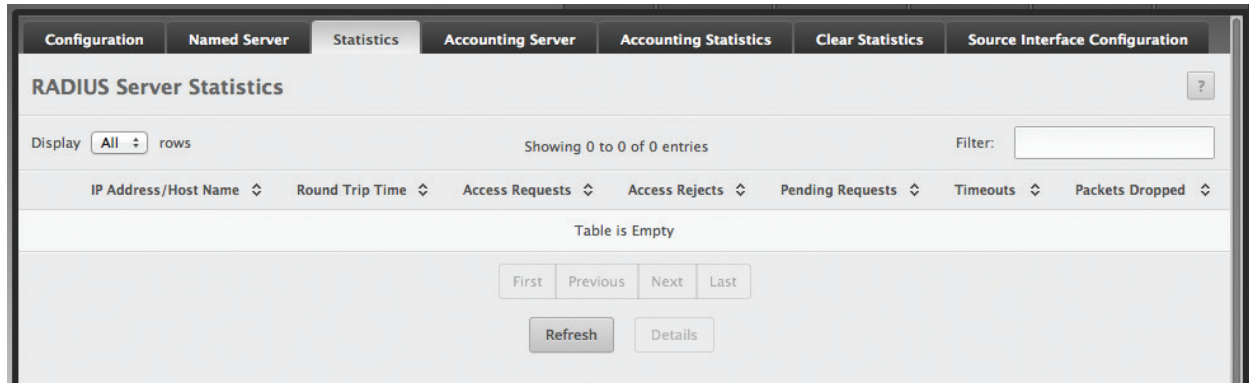 Configuration Named Server Statistics Accounting Server Accounting Statistics Clear Statistics Source Interface Configuration
RADIUS Server Statistics ?
Display All rows Showing 0 to 0 of 0 entries Filter:
IP Address/Host Name Round Trip Time Access Requests Access Rejects Pending Requests Timeouts Packets Dropped
Table is Empty
First Previous Next Last
Refresh Details